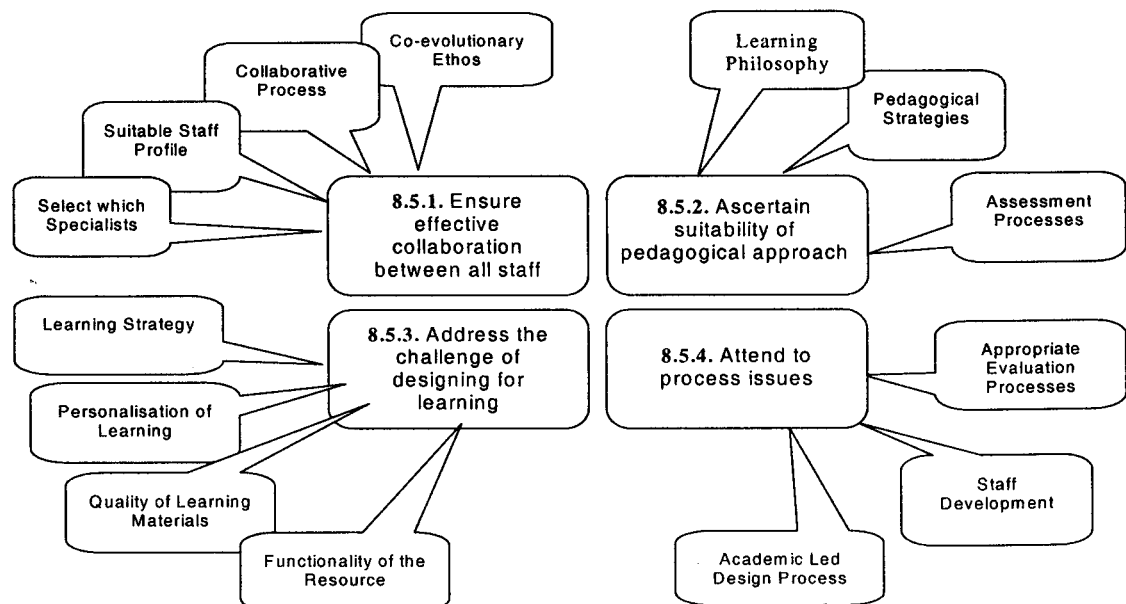 Co-evolutionary
Ethos
Collaborative
Process
Suitable Staff
Profile
Select which
Specialists
8.5.1. Ensure
effective
collaboration
between all staff
Learning
Philosophy
Pedagogical
Strategies
8.5.2. Ascertain
suitability of
pedagogical approach
Assessment
Processes
Learning Strategy
Personalisation of
Learning
Quality of Learning
Materials
Functionality of the
Resource
8.5.3. Address the
challenge of
designing for
learning
8.5.4. Attend to
process issues
Appropriate
Evaluation
Processes
Staff
Development
Academic Led
Design Process